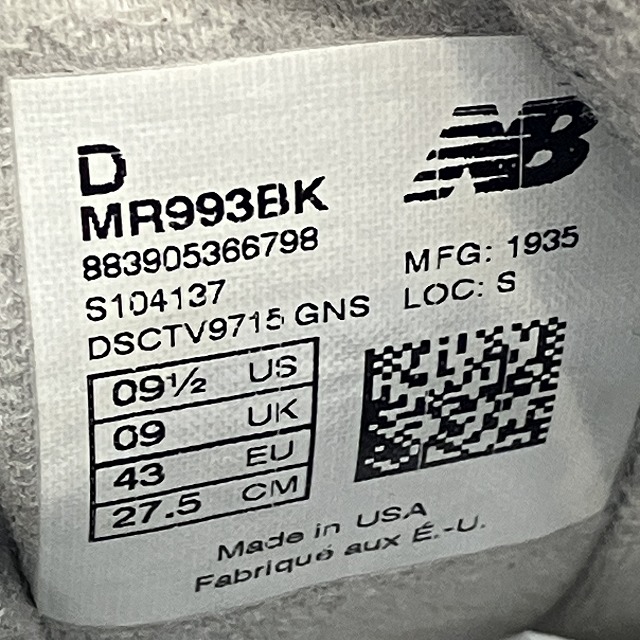 D
NB
MR993BK
883905366798
MFG: 1935
S104137
LOC: S
DSCTV9715 GNS
09½ US
09 UK
43 EU
27.5 CM
Made in USA
Fabriqué aux É.-U.